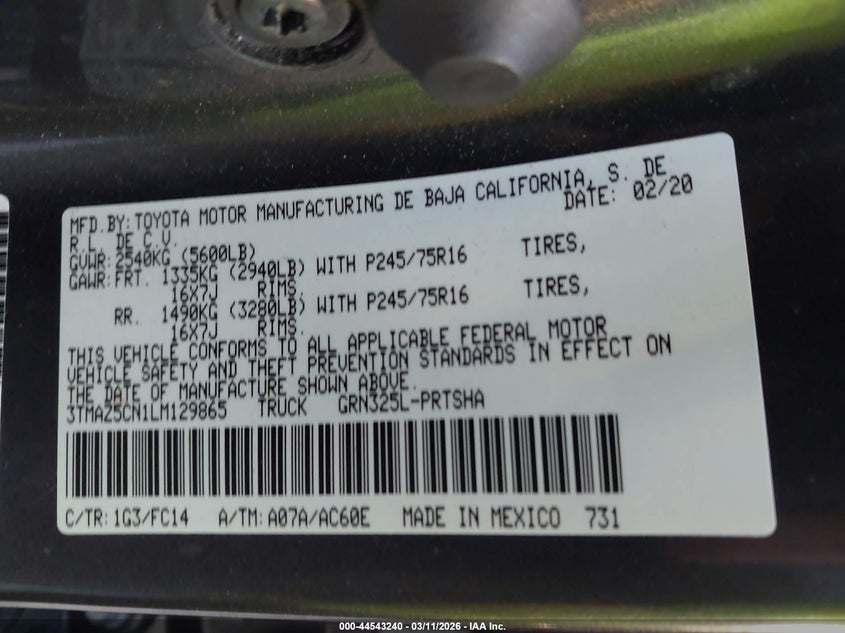 MFD.BY: TOYOTA MOTOR MANUFACTURING DE BAJA CALIFORNIA, S. DE
R.L. DE C.V. DATE: 02/20
GVWR: 2540KG (5600LB)
GAWR: FRT. 1335KG (2940LB) WITH P245/75R16 TIRES,
16X7J RIMS.
RR. 1490KG (3280LB) WITH P245/75R16 TIRES,
16X7J RIMS.
THIS VEHICLE CONFORMS TO ALL APPLICABLE FEDERAL MOTOR
VEHICLE SAFETY AND THEFT PREVENTION STANDARDS IN EFFECT ON
THE DATE OF MANUFACTURE SHOWN ABOVE.
3TMAZ5CN1LM129865 TRUCK GRN325L-PRTSHA
C/TR: 1G3/FC14 A/TM: A07A/AC60E MADE IN MEXICO 731
000-44543240 - 03/11/2026 - IAA Inc.